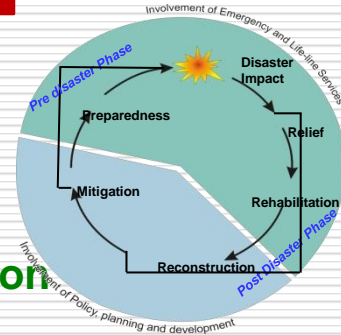 Involvement of Emergency and Life-line Services
Pre disaster Phase
Disaster
Impact
Preparedness
Relief
Mitigation
Rehabilitation
Reconstruction
Post Disaster Phase
on
Involvement of Policy, planning and development